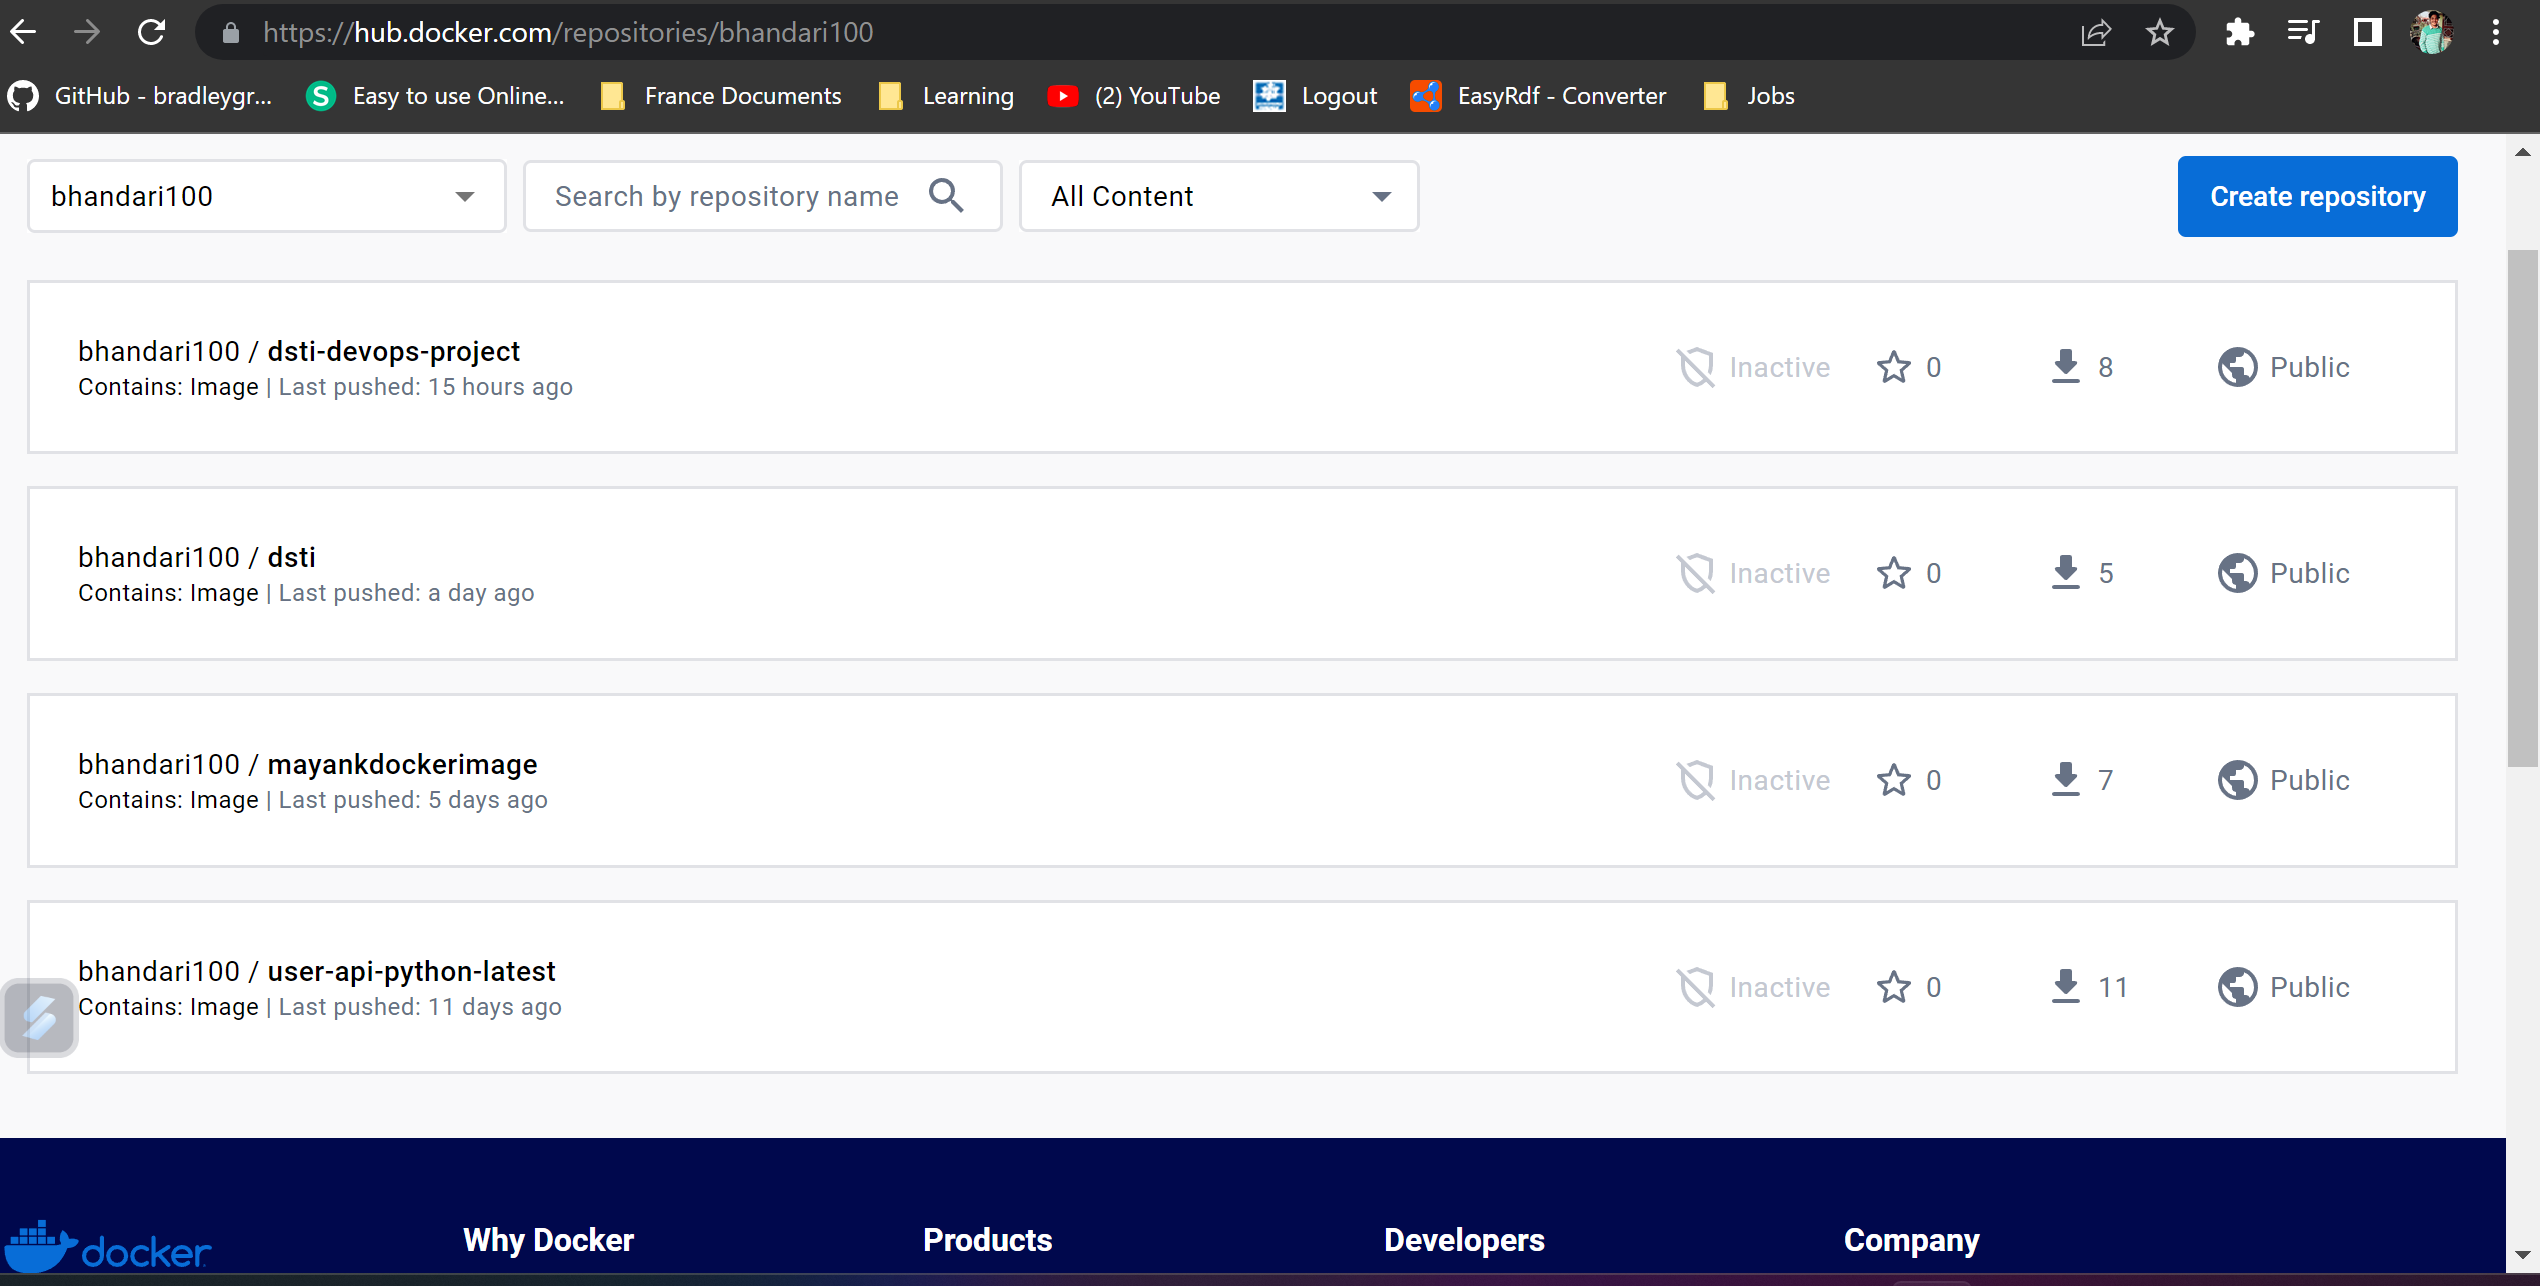 https://hub.docker.com/repositories/bhandari100
GitHub - bradleygr...
S
Easy to use Online...
France Documents
Learning
(2) YouTube
Logout
EasyRdf - Converter
Jobs
bhandari100
Search by repository name
All Content
Create repository
bhandari100 / dsti-devops-project
Contains: Image | Last pushed: 15 hours ago
Inactive
0
8
Public
bhandari100 / dsti
Contains: Image | Last pushed: a day ago
Inactive
0
5
Public
bhandari100 / mayankdockerimage
Contains: Image | Last pushed: 5 days ago
Inactive
0
7
Public
bhandari100 / user-api-python-latest
Contains: Image | Last pushed: 11 days ago
Inactive
0
11
Public
docker
Why Docker
Products
Developers
Company